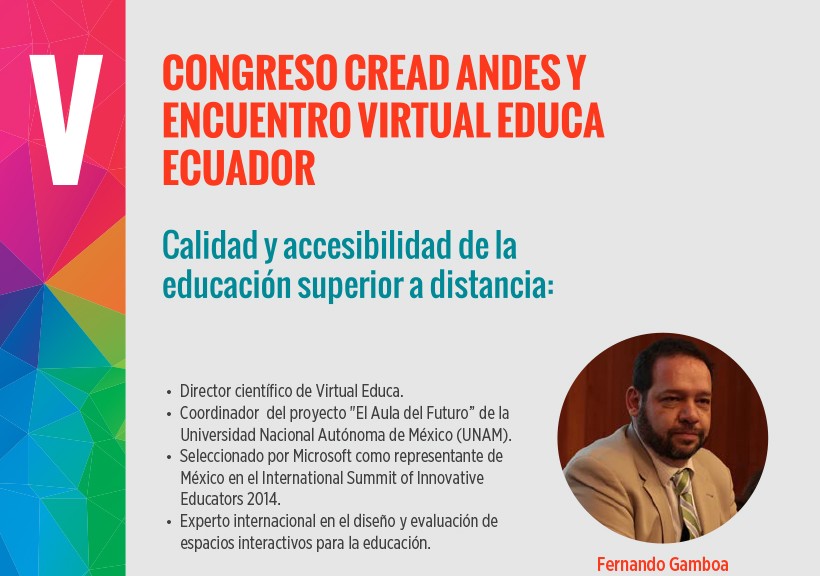 V
CONGRESO CREAD ANDES Y
ENCUENTRO VIRTUAL EDUCA
ECUADOR
Calidad y accesibilidad de la
educación superior a distancia:
• Director científico de Virtual Educa.
• Coordinador  del proyecto "El Aula del Futuro” de la
Universidad Nacional Autónoma de México (UNAM).
• Seleccionado por Microsoft como representante de
México en el International Summit of Innovative
Educators 2014.
• Experto internacional en el diseño y evaluación de
espacios interactivos para la educación.
Fernando Gamboa